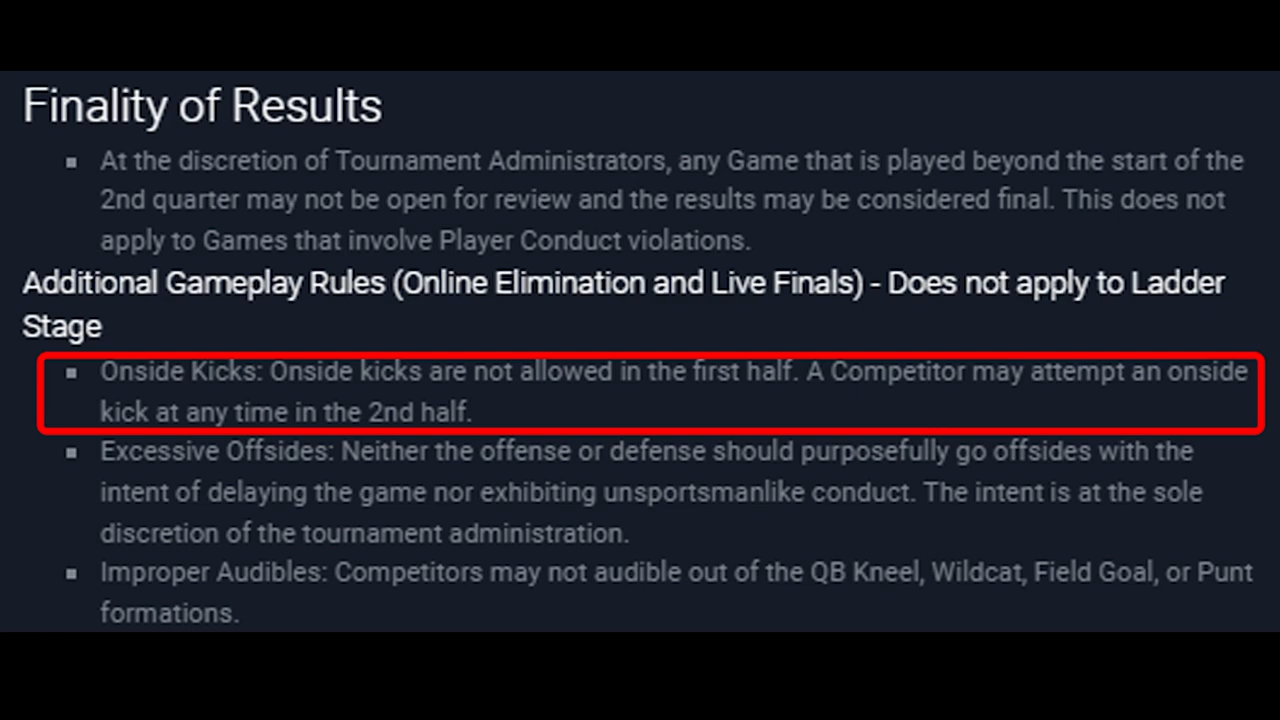 Finality of Results
At the discretion of Tournament Administrators, any Game that is played beyond the start of the
2nd quarter may not be open for review and the results may be considered final. This does not
apply to Games that involve Player Conduct violations.
Additional Gameplay Rules (Online Elimination and Live Finals) - Does not apply to Ladder
Stage
Onside Kicks: Onside kicks are not allowed in the first half. A Competitor may attempt an onside
kick at any time in the 2nd half.
Excessive Offsides: Neither the offense or defense should purposefully go offsides with the
intent of delaying the game nor exhibiting unsportsmanlike conduct. The intent is at the sole
discretion of the tournament administration.
Improper Audibles: Competitors may not audible out of the QB Kneel, Wildcat, Field Goal, or Punt
formations.